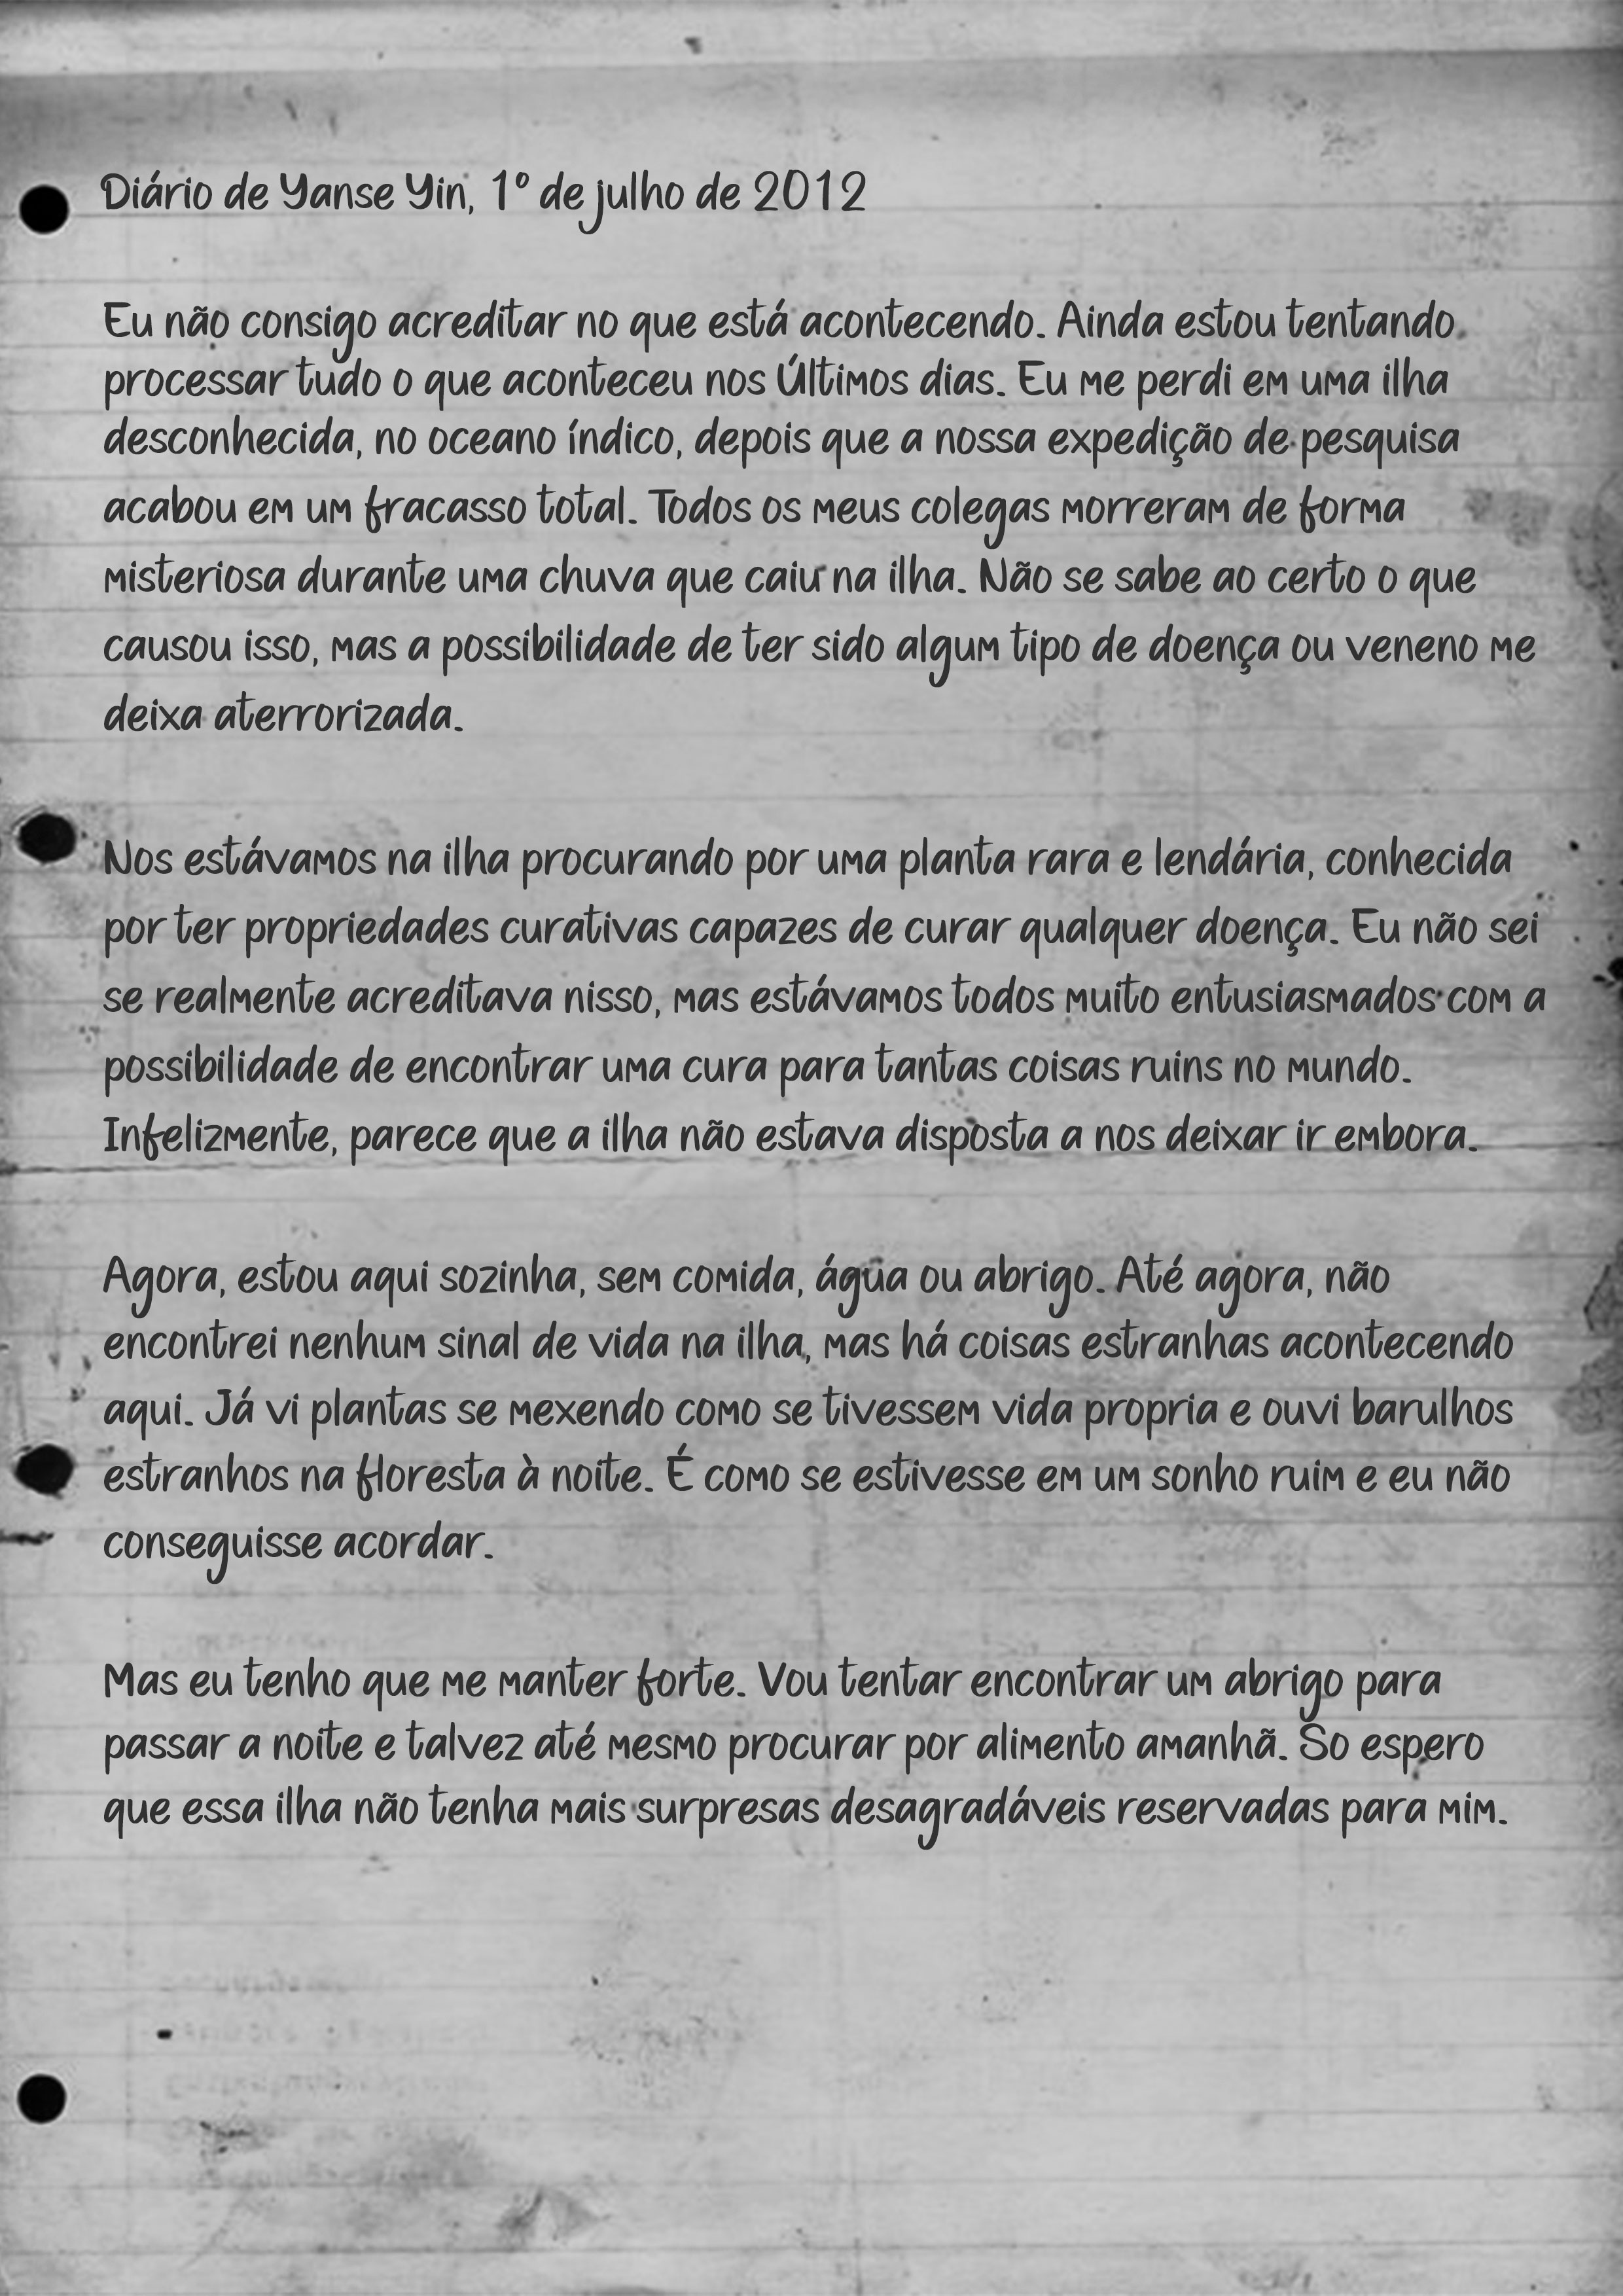 Diário de Yanse Yin, 1º de julho de 2012
Eu não consigo acreditar no que está acontecendo. Ainda estou tentando
processar tudo o que aconteceu nos Últimos dias. Eu me perdi em uma ilha
desconhecida, no oceano índico, depois que a nossa expedição de pesquisa
acabou em um fracasso total. Todos os meus colegas morreram de forma
misteriosa durante uma chuva que caiu na ilha. Não se sabe ao certo o que
causou isso, mas a possibilidade de ter sido algum tipo de doença ou veneno me
deixa aterrorizada.
Nos estávamos na ilha procurando por uma planta rara e lendária, conhecida
por ter propriedades curativas capazes de curar qualquer doença. Eu não sei
se realmente acreditava nisso, mas estávamos todos muito entusiasmados com a
possibilidade de encontrar uma cura para tantas coisas ruins no mundo.
Infelizmente, parece que a ilha não estava disposta a nos deixar ir embora.
Agora, estou aqui sozinha, sem comida, água ou abrigo. Até agora, não
encontrei nenhum sinal de vida na ilha, mas há coisas estranhas acontecendo
aqui. Já vi plantas se mexendo como se tivessem vida propria e ouvi barulhos
estranhos na floresta à noite. É como se estivesse em um sonho ruim e eu não
conseguisse acordar.
Mas eu tenho que me manter forte. Vou tentar encontrar um abrigo para
passar a noite e talvez até mesmo procurar por alimento amanhã. So espero
que essa ilha não tenha mais surpresas desagradáveis reservadas para mim.